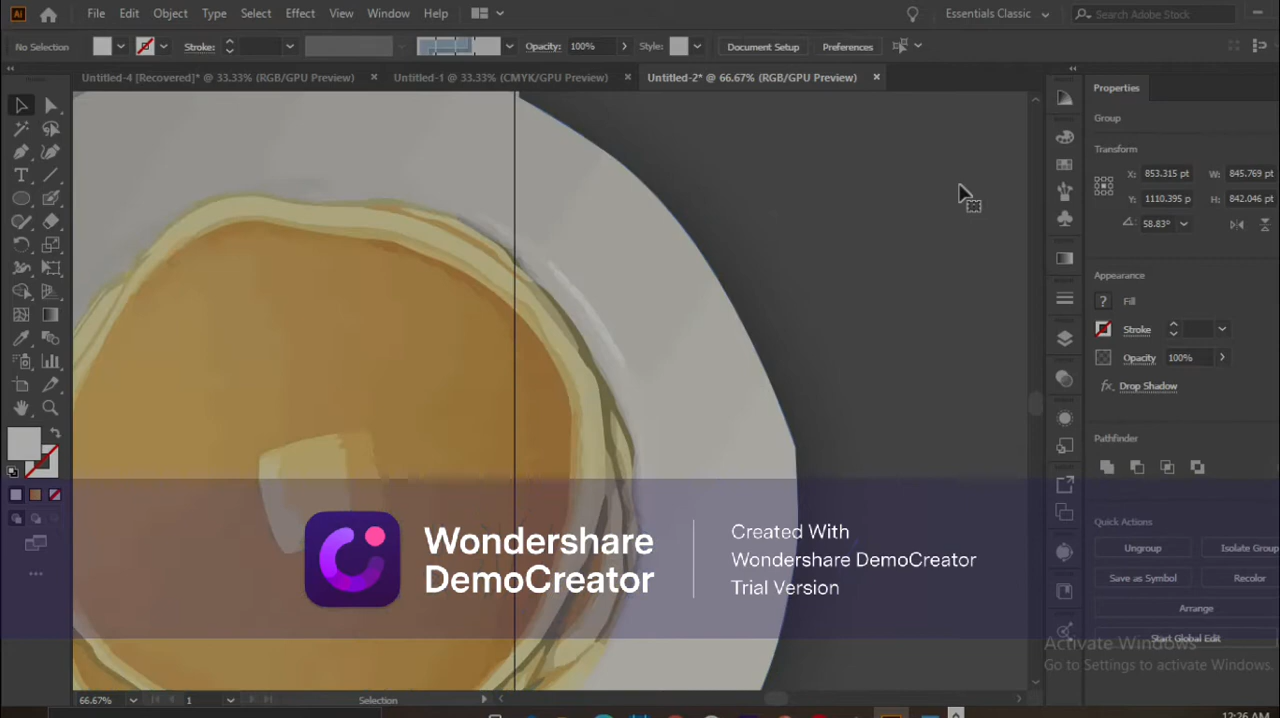 Ai File Edit Object Type Select Effect View Window Help Essentials Classic Search Adobe Stock
No Selection Stroke: Opacity: 100% Style: Document Setup Preferences
Untitled-4 [Recovered]* @ 33.33% (RGB/GPU Preview) × Untitled-1 @ 33.33% (CMYK/GPU Preview) × Untitled-2* @ 66.67% (RGB/GPU Preview) ×
Properties
Group
Transform
X: 853.315 pt W: 845.769 pt
Y: 1110.395 p H: 842.046 pt
58.83°
Appearance
? Fill
Stroke
Opacity 100%
fx. Drop Shadow
Pathfinder
Quick Actions
Ungroup Isolate Group
Save as Symbol Recolor
Arrange
Start Global Edit
Wondershare
DemoCreator
Created With
Wondershare DemoCreator
Trial Version
Activate Windows
Go to Settings to activate Windows.
66.67% 1 Selection
12:26 AM